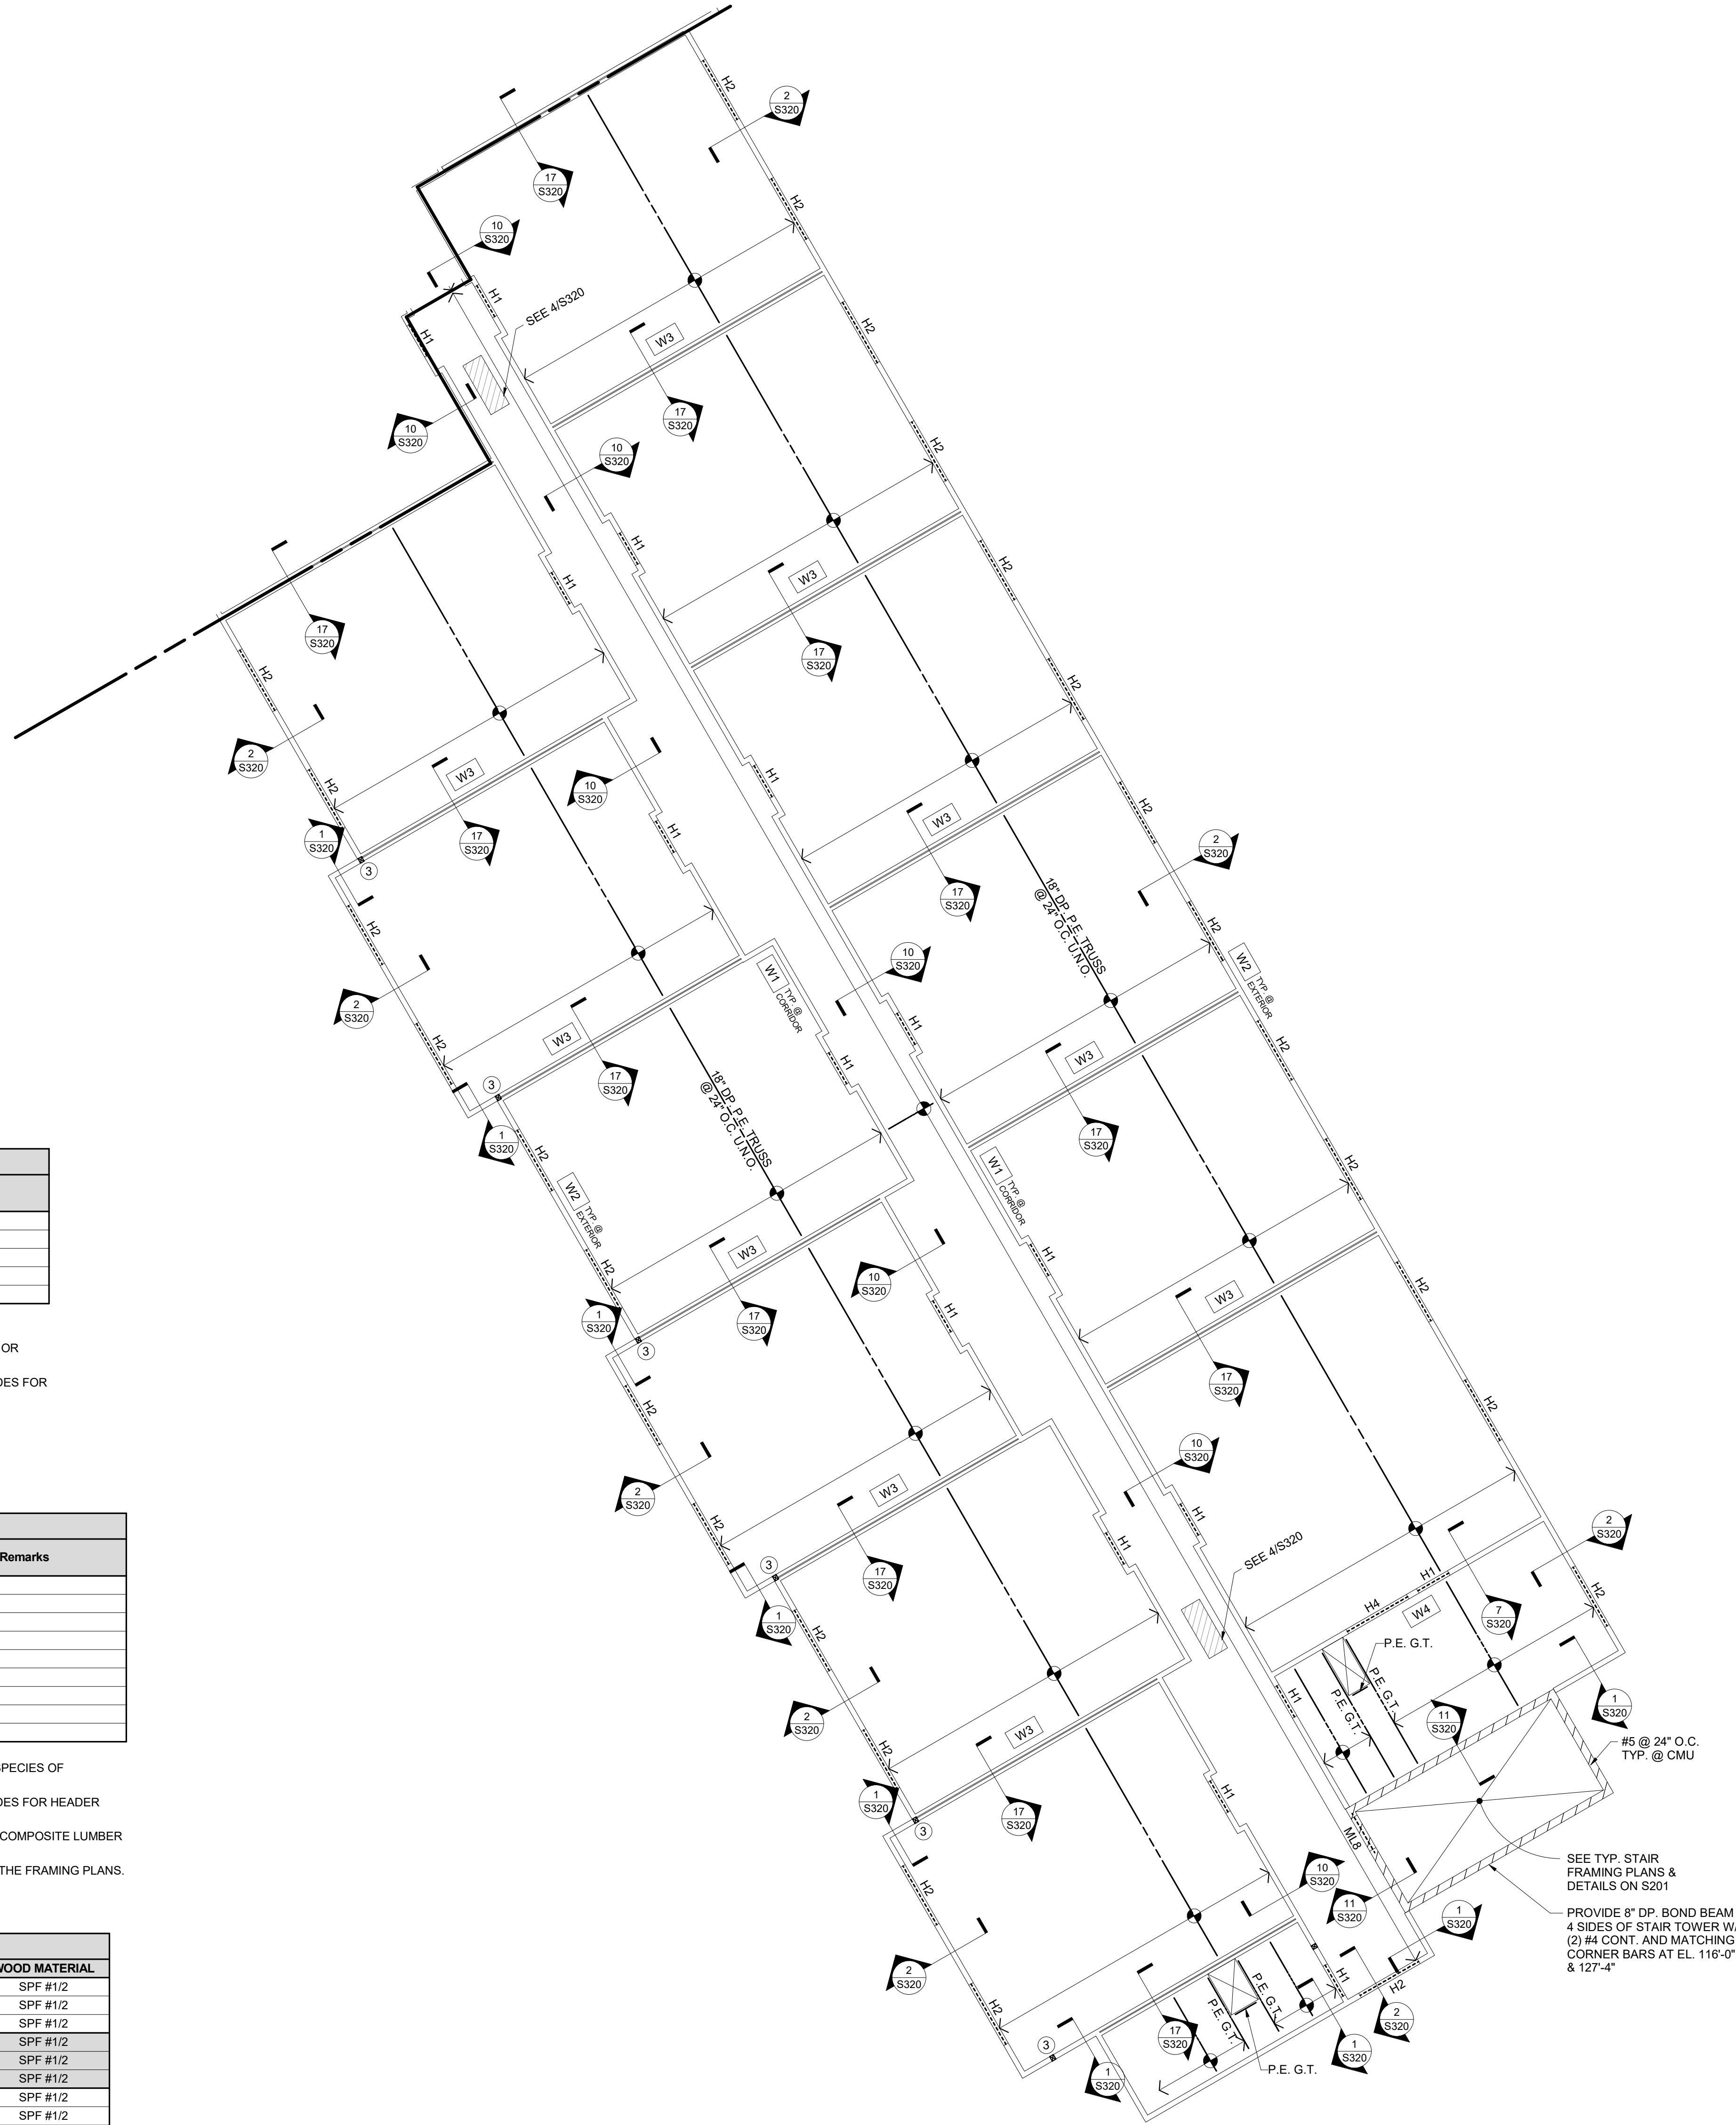 H2
2
S320
17
S320
H2
10
S320
H1
SEE 4/S320
H1
W3
H2
17
S320
10
S320
10
S320
H2
H1
W3
H2
H1
17
S320
17
S320
H2
H2
2
S320
W3
10
S320
H1
W3
H2
H2
1
S320
17
S320
H1
2
S320
3
18" DP. P.E. TRUSS
@ 24" O.C. U.N.O.
17
S320
H2
H2
W2
TYP. @
EXTERIOR
10
S320
W1
TYP. @
CORRIDOR
2
S320
H1
H2
W3
H2
W3
H1
18" DP. P.E. TRUSS
@ 24" O.C. U.N.O.
3
17
S320
17
S320
1
S320
H2
W1
TYP. @
CORRIDOR
H2
W2
TYP. @
EXTERIOR
H1
W3
H2
10
S320
H2
W3
H1
1
S320
17
S320
3
OR
DES FOR
17
S320
H2
H2
10
S320
W3
2
S320
H1
H2
H1
2
S320
SEE 4/S320
Remarks
3
17
S320
H1
H4
W4
H2
7
S320
1
S320
H2
P.E. G.T.
P.E. G.T.
P.E. G.T.
H1
1
S320
11
S320
2
S320
W3
H2
#5 @ 24" O.C.
TYP. @ CMU
SPECIES OF
DES FOR HEADER
COMPOSITE LUMBER
THE FRAMING PLANS.
1
S320
H1
17
S320
3
ML8
SEE TYP. STAIR
FRAMING PLANS &
DETAILS ON S201
H2
10
S320
11
S320
1
S320
PROVIDE 8" DP. BOND BEAM
4 SIDES OF STAIR TOWER W/
(2) #4 CONT. AND MATCHING
CORNER BARS AT EL. 116'-0"
& 127'-4"
WOOD MATERIAL
SPF #1/2
SPF #1/2
SPF #1/2
SPF #1/2
SPF #1/2
SPF #1/2
SPF #1/2
SPF #1/2
2
S320
H2
P.E. G.T.
P.E. G.T.
H1
H2
2
S320
17
S320
3
1
S320
P.E. G.T.
1
S320